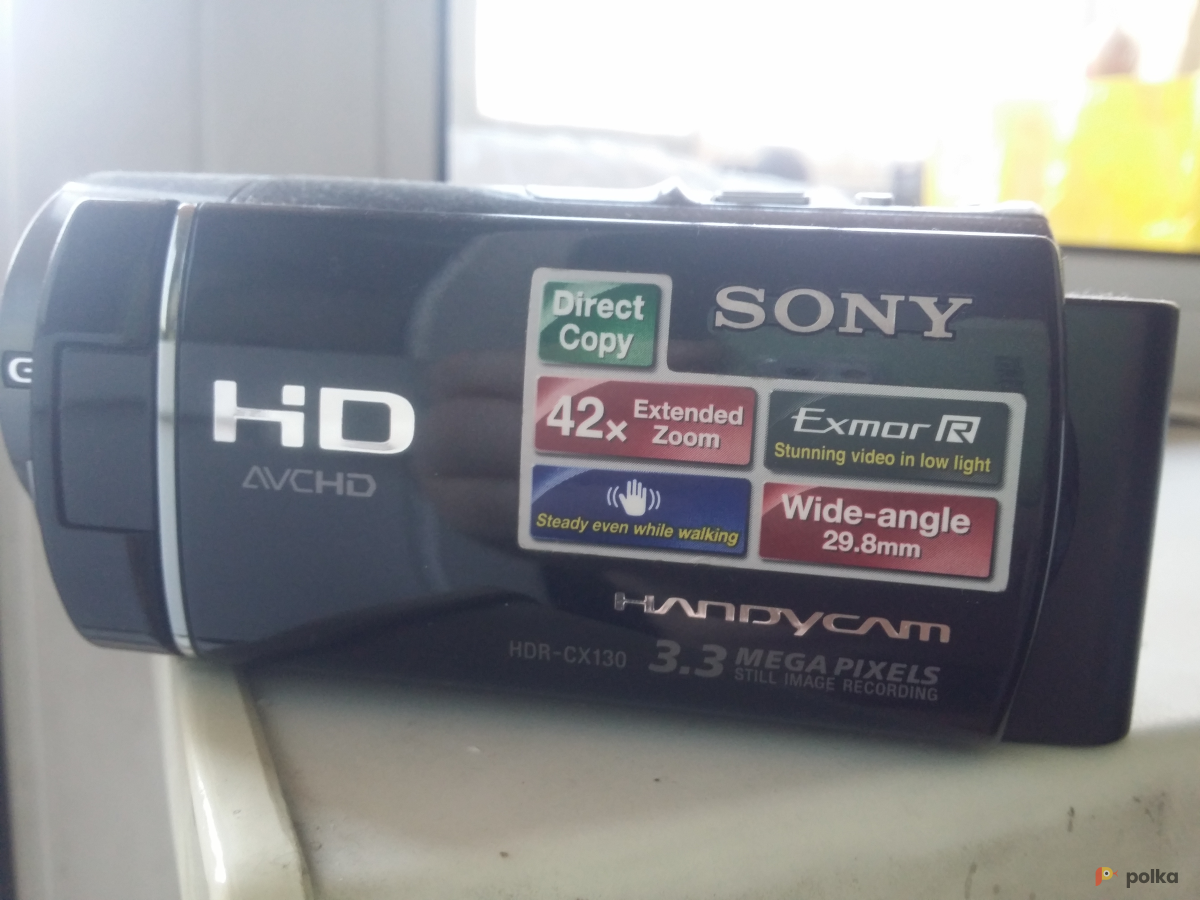 SONY
Direct
Copy
42x Extended
Zoom
Exmor R
Stunning video in low light
Steady even while walking
Wide-angle
29.8mm
HD
AVCHD
HANDYCAM
HDR-CX130
3.3 MEGA PIXELS
STILL IMAGE RECORDING
polka